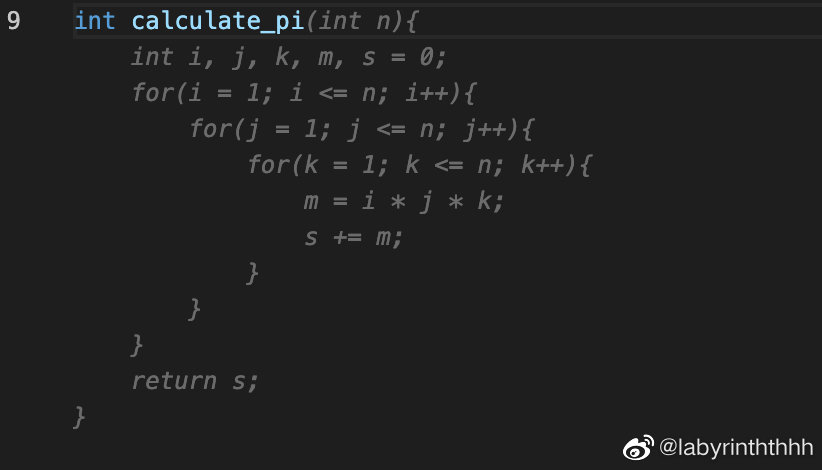 9 int calculate_pi(int n){
int i, j, k, m, s = 0;
for(i = 1; i <= n; i++){
for(j = 1; j <= n; j++){
for(k = 1; k <= n; k++){
m = i * j * k;
s += m;
}
}
}
return s;
}
@labyrinththhh